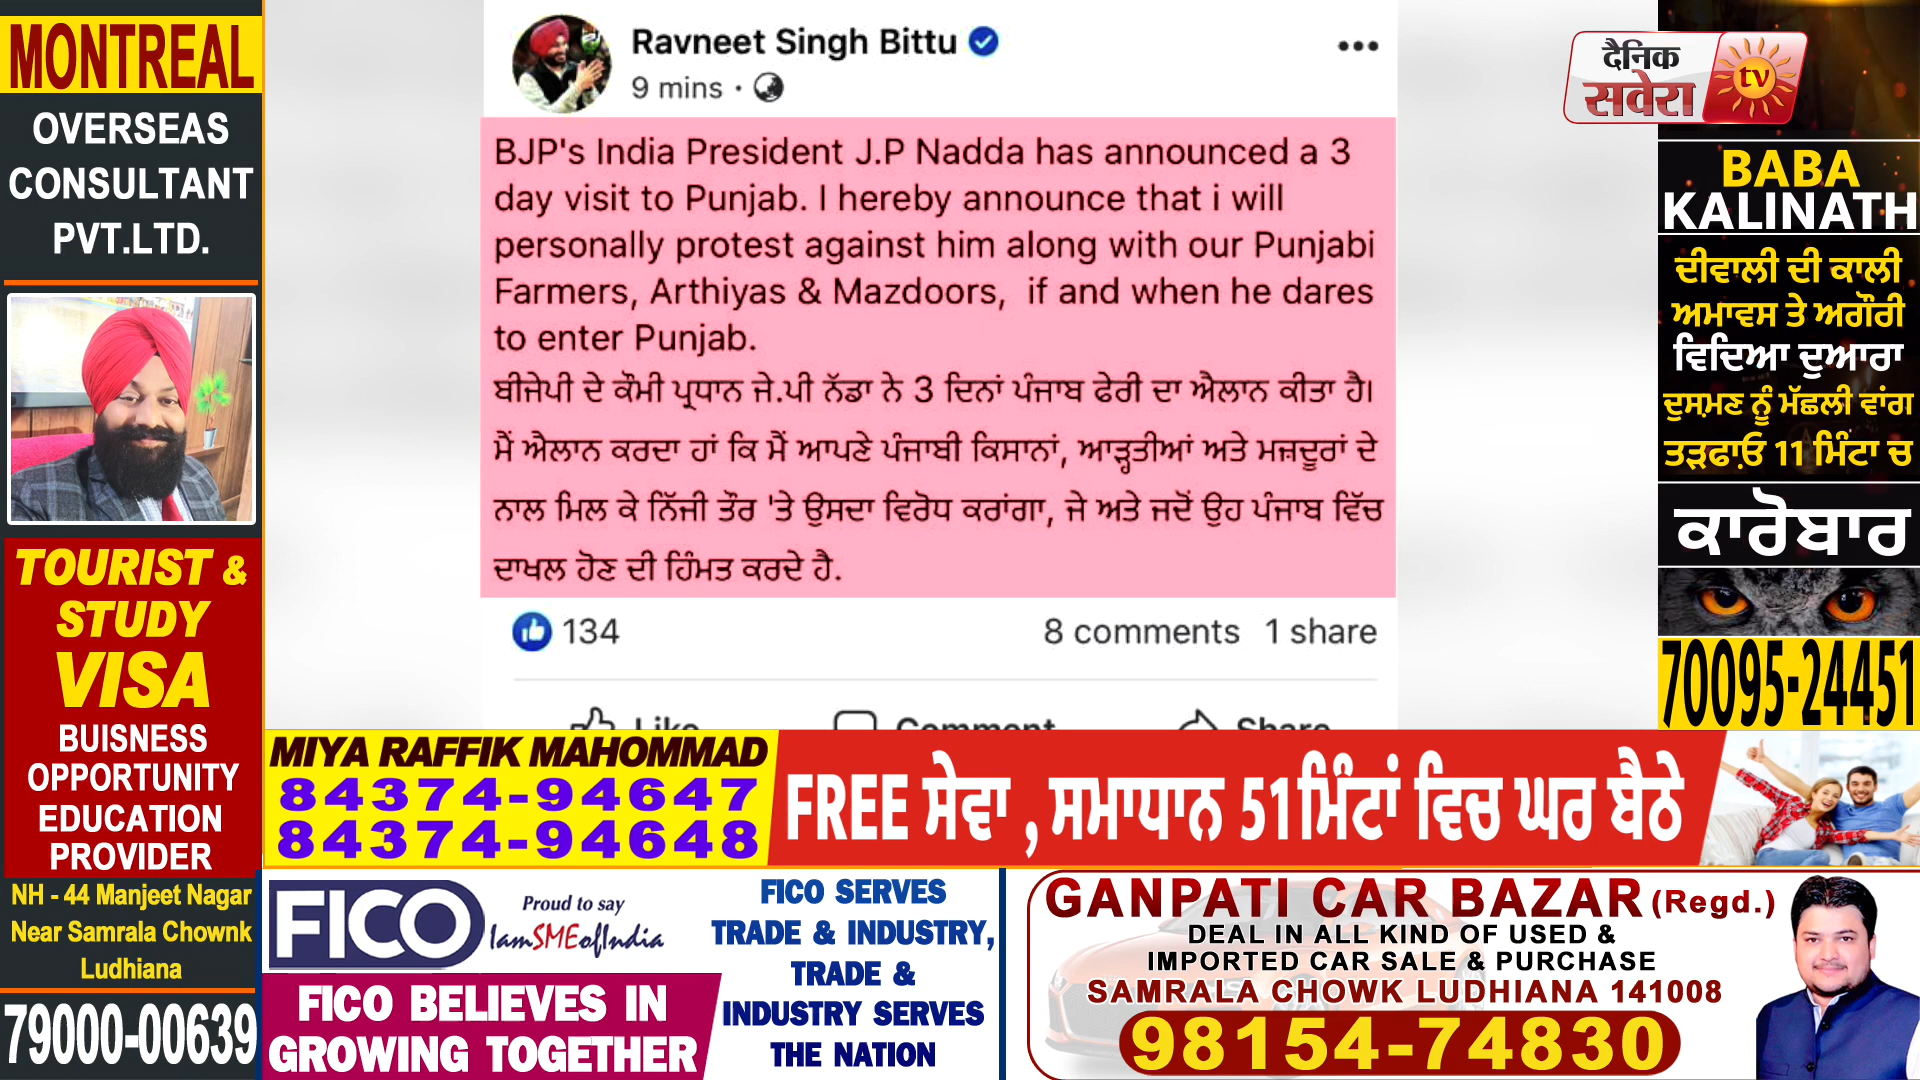 MONTREAL
OVERSEAS
CONSULTANT
PVT.LTD.
TOURIST &
STUDY
VISA
BUISNESS
OPPORTUNITY
EDUCATION
PROVIDER
NH - 44 Manjeet Nagar
Near Samrala Chownk
Ludhiana
79000-00639
Ravneet Singh Bittu
9 mins ·
BJP's India President J.P Nadda has announced a 3
day visit to Punjab. I hereby announce that i will
personally protest against him along with our Punjabi
Farmers, Arthiyas & Mazdoors, if and when he dares
to enter Punjab.
ਬੀਜੇਪੀ ਦੇ ਕੌਮੀ ਪ੍ਰਧਾਨ ਜੇ.ਪੀ ਨੱਡਾ ਨੇ 3 ਦਿਨਾਂ ਪੰਜਾਬ ਫੇਰੀ ਦਾ ਐਲਾਨ ਕੀਤਾ ਹੈ।
ਮੈਂ ਐਲਾਨ ਕਰਦਾ ਹਾਂ ਕਿ ਮੈਂ ਆਪਣੇ ਪੰਜਾਬੀ ਕਿਸਾਨਾਂ, ਆੜ੍ਹਤੀਆਂ ਅਤੇ ਮਜ਼ਦੂਰਾਂ ਦੇ
ਨਾਲ ਮਿਲ ਕੇ ਨਿੱਜੀ ਤੌਰ 'ਤੇ ਉਸਦਾ ਵਿਰੋਧ ਕਰਾਂਗਾ, ਜੇ ਅਤੇ ਜਦੋਂ ਉਹ ਪੰਜਾਬ ਵਿੱਚ
ਦਾਖਲ ਹੋਣ ਦੀ ਹਿੰਮਤ ਕਰਦੇ ਹੈ.
134 8 comments 1 share
Like Comment Share
दैनिक
सवेरा tv
BABA
KALINATH
ਦੀਵਾਲੀ ਦੀ ਕਾਲੀ
ਅਮਾਵਸ ਤੇ ਅਗੌਰੀ
ਵਿਦਿਆ ਦੁਆਰਾ
ਦੁਸ਼ਮਣ ਨੂੰ ਮੱਛਲੀ ਵਾਂਗ
ਤੜਫਾਓ 11 ਮਿੰਟਾ ਚ
ਕਾਰੋਬਾਰ
70095-24451
MIYA RAFFIK MAHOMMAD
84374-94647
84374-94648
FREE ਸੇਵਾ , ਸਮਾਧਾਨ 51ਮਿੰਟਾਂ ਵਿਚ ਘਰ ਬੈਠੇ
FICO
Proud to say
IamSMEofIndia
FICO BELIEVES IN
GROWING TOGETHER
FICO SERVES
TRADE & INDUSTRY,
TRADE &
INDUSTRY SERVES
THE NATION
GANPATI CAR BAZAR (Regd.)
DEAL IN ALL KIND OF USED &
IMPORTED CAR SALE & PURCHASE
SAMRALA CHOWK LUDHIANA 141008
98154-74830